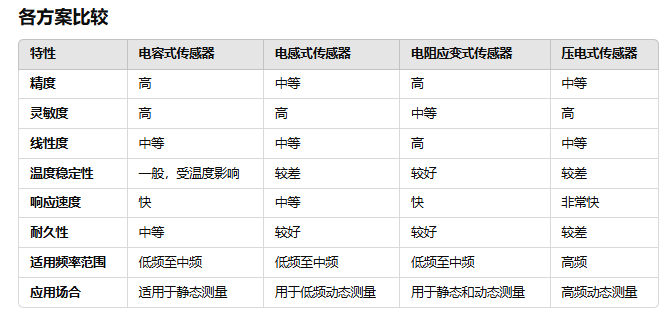 各方案比较
特性 电容式传感器 电感式传感器 电阻应变式传感器 压电式传感器
精度 高 中等 高 中等
灵敏度 高 高 中等 高
线性度 中等 中等 高 中等
温度稳定性 一般，受温度影响 较差 较好 较差
响应速度 快 中等 快 非常快
耐久性 中等 较好 较好 较差
适用频率范围 低频至中频 低频至中频 低频至中频 高频
应用场合 适用于静态测量 用于低频动态测量 用于静态和动态测量 高频动态测量